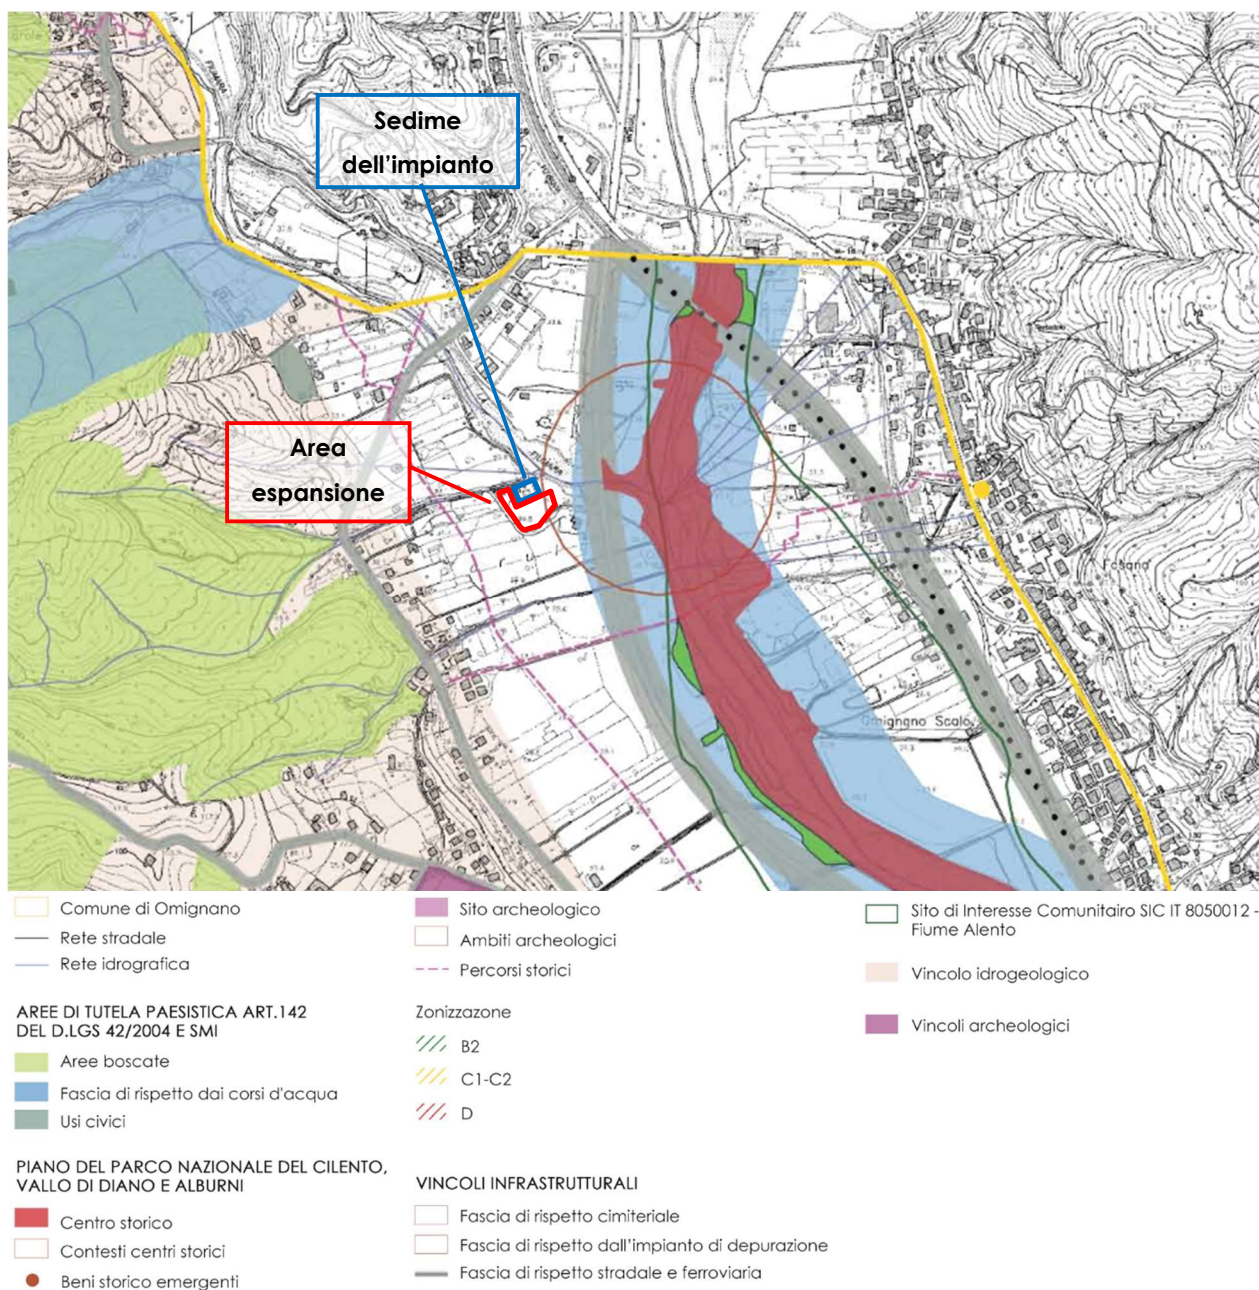 Sedime
dell'impianto
Area
espansione
Fasana
Omignano Scalo
Comune di Omignano
Rete stradale
Rete idrografica
AREE DI TUTELA PAESISTICA ART.142
DEL D.LGS 42/2004 E SMI
Aree boscate
Fascia di rispetto dai corsi d'acqua
Usi civici
PIANO DEL PARCO NAZIONALE DEL CILENTO,
VALLO DI DIANO E ALBURNI
Centro storico
Contesti centri storici
Beni storico emergenti
Sito archeologico
Ambiti archeologici
Percorsi storici
Zonizzazone
B2
C1-C2
D
VINCOLI INFRASTRUTTURALI
Fascia di rispetto cimiteriale
Fascia di rispetto dall'impianto di depurazione
Fascia di rispetto stradale e ferroviaria
Sito di Interesse Comunitairo SIC IT 8050012 -
Fiume Alento
Vincolo idrogeologico
Vincoli archeologici